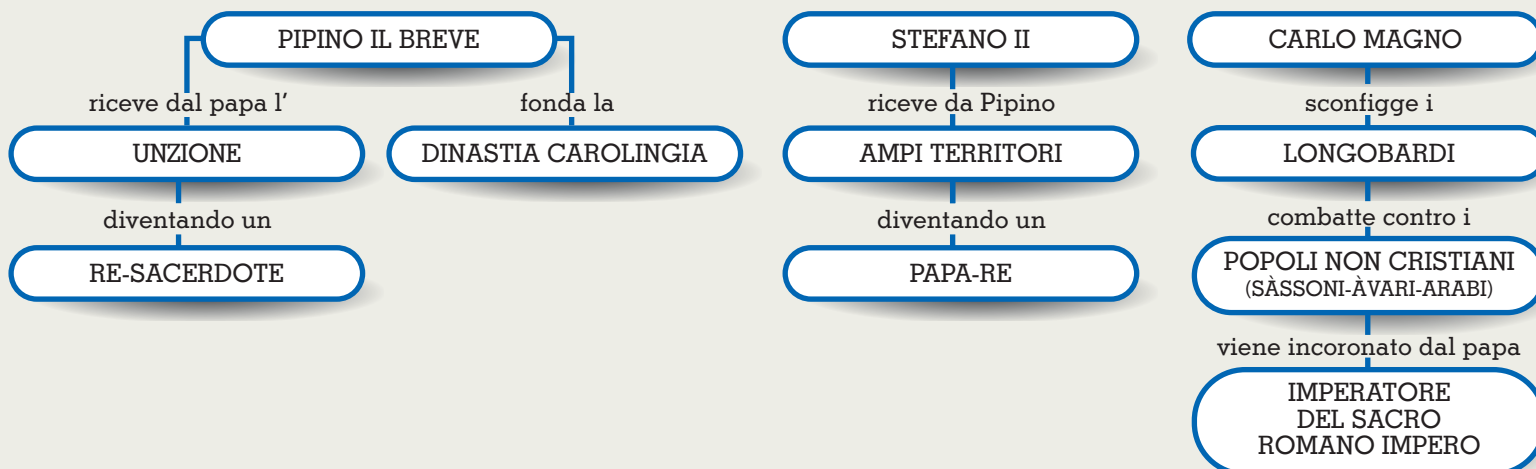 PIPINO IL BREVE
riceve dal papa l'
fonda la
UNZIONE
DINASTIA CAROLINGIA
diventando un
RE-SACERDOTE
STEFANO II
riceve da Pipino
AMPI TERRITORI
diventando un
PAPA-RE
CARLO MAGNO
sconfigge i
LONGOBARDI
combatte contro i
POPOLI NON CRISTIANI
(SÀSSONI-ÀVARI-ARABI)
viene incoronato dal papa
IMPERATORE
DEL SACRO
ROMANO IMPERO